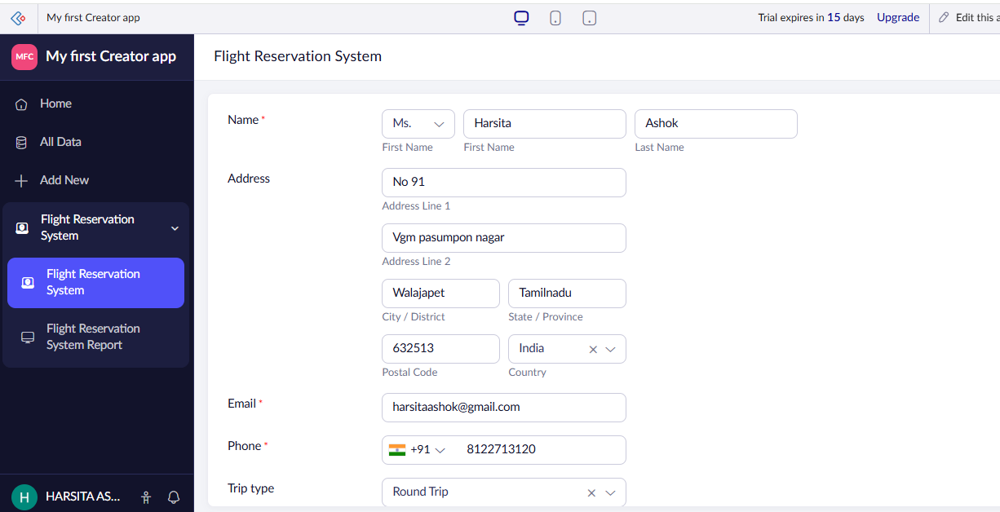 My first Creator app
Trial expires in 15 days Upgrade Edit this a
MFC My first Creator app
Flight Reservation System
Home
All Data
Add New
Flight Reservation
System
Flight Reservation
System
Flight Reservation
System Report
H HARSITA AS...
Name *
Ms. Harsita Ashok
First Name First Name Last Name
Address
No 91
Address Line 1
Vgm pasumpon nagar
Address Line 2
Walajapet Tamilnadu
City / District State / Province
632513 India
Postal Code Country
Email * harsitaashok@gmail.com
Phone * +91 8122713120
Trip type Round Trip